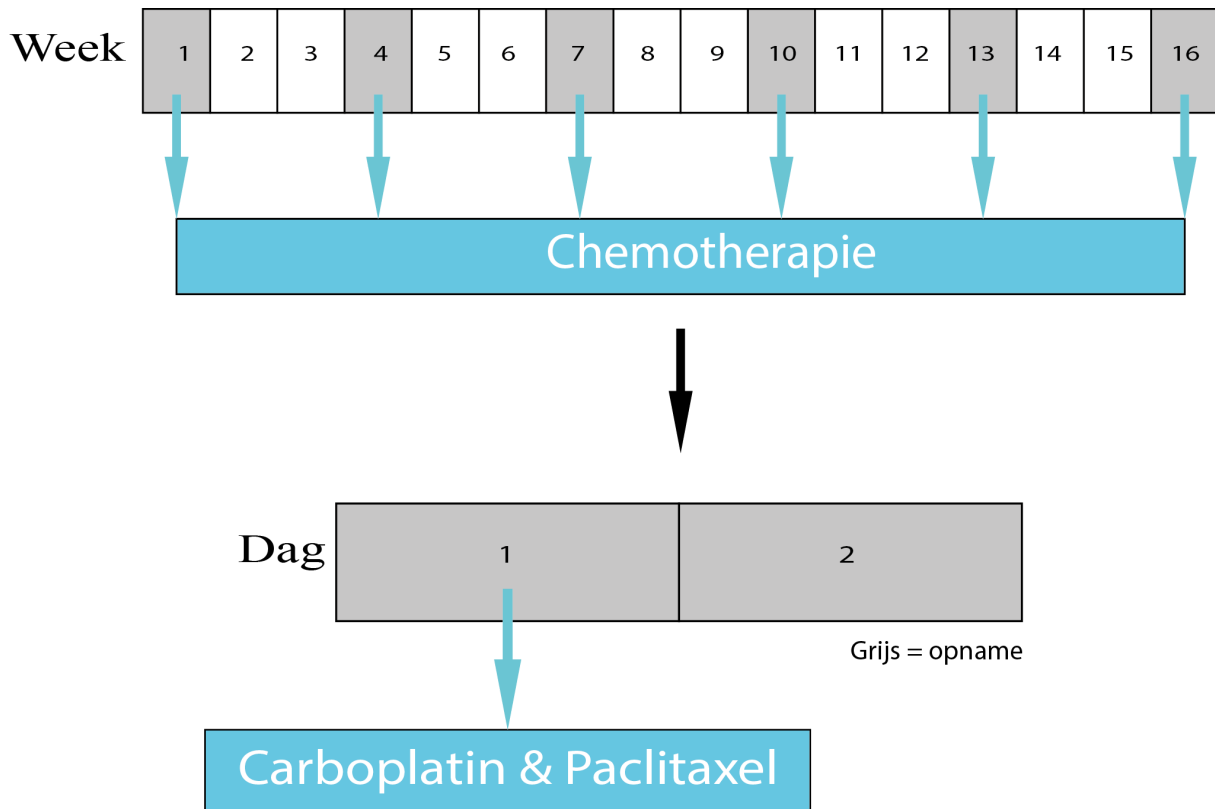 Week 1 2 3 4 5 6 7 8 9 10 11 12 13 14 15 16
Chemotherapie
Dag 1 2
Grijs = opname
Carboplatin & Paclitaxel